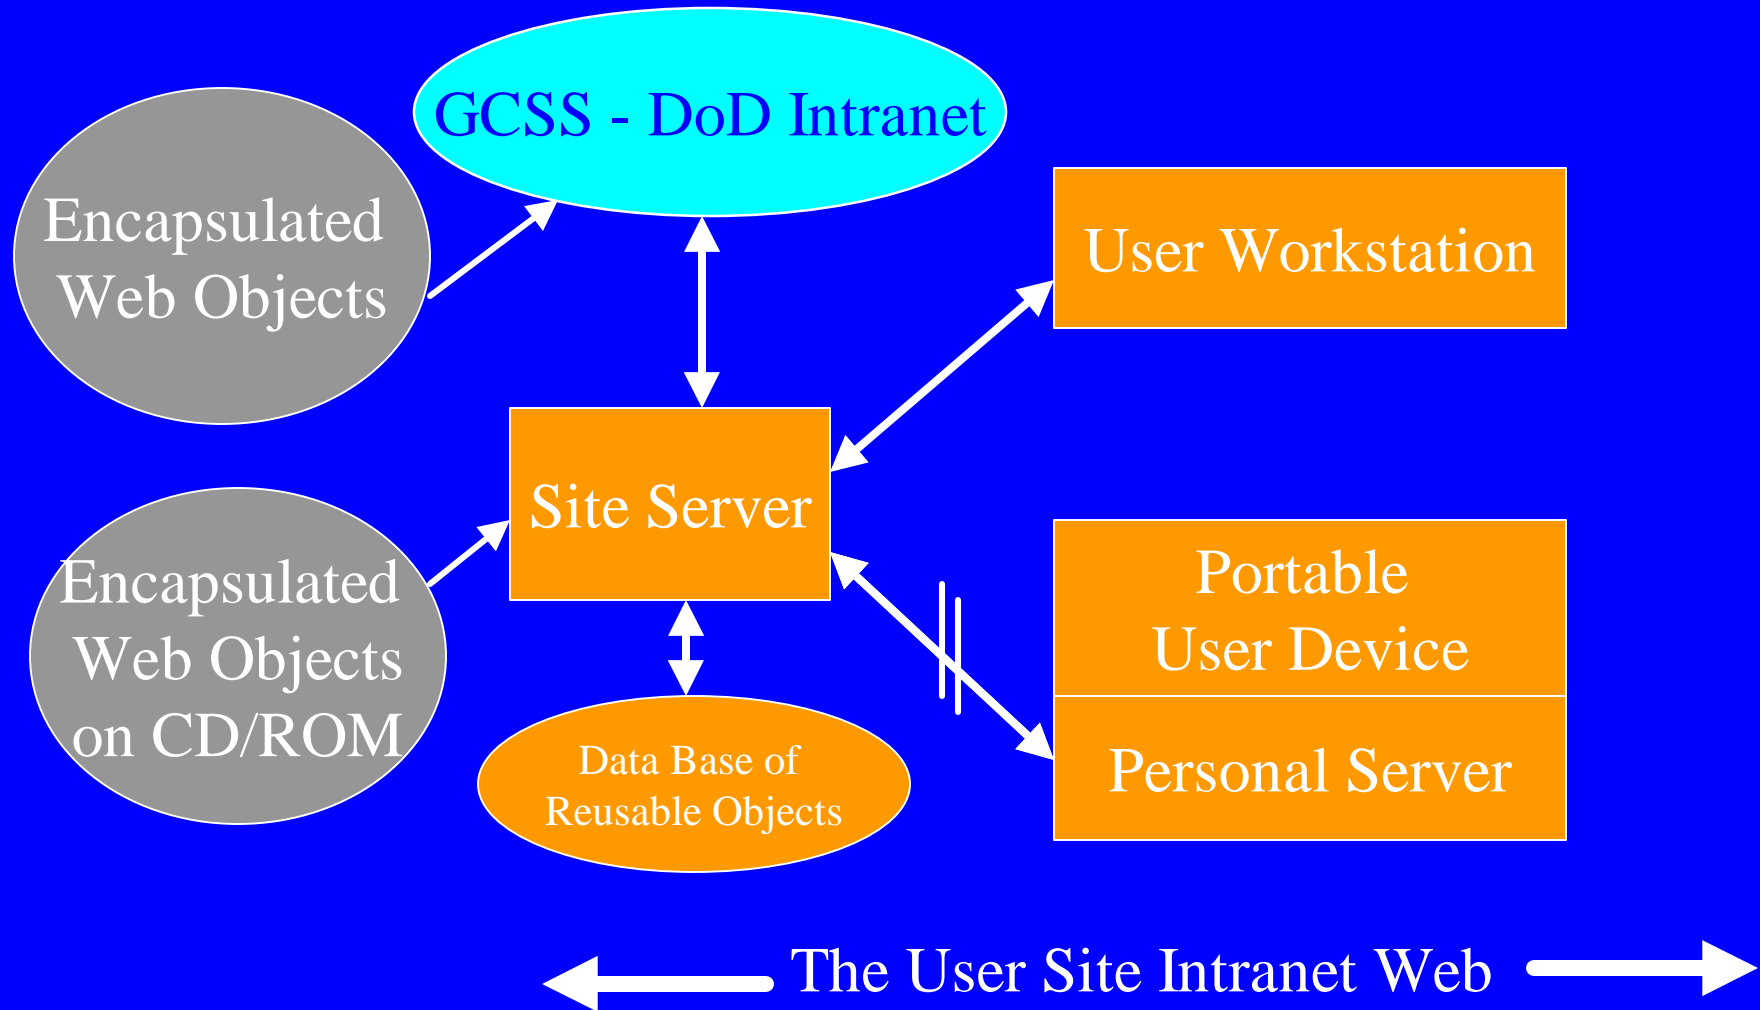 GCSS - DoD Intranet
Encapsulated
Web Objects
User Workstation
Site Server
Encapsulated
Web Objects
on CD/ROM
Portable
User Device
Personal Server
Data Base of
Reusable Objects
The User Site Intranet Web